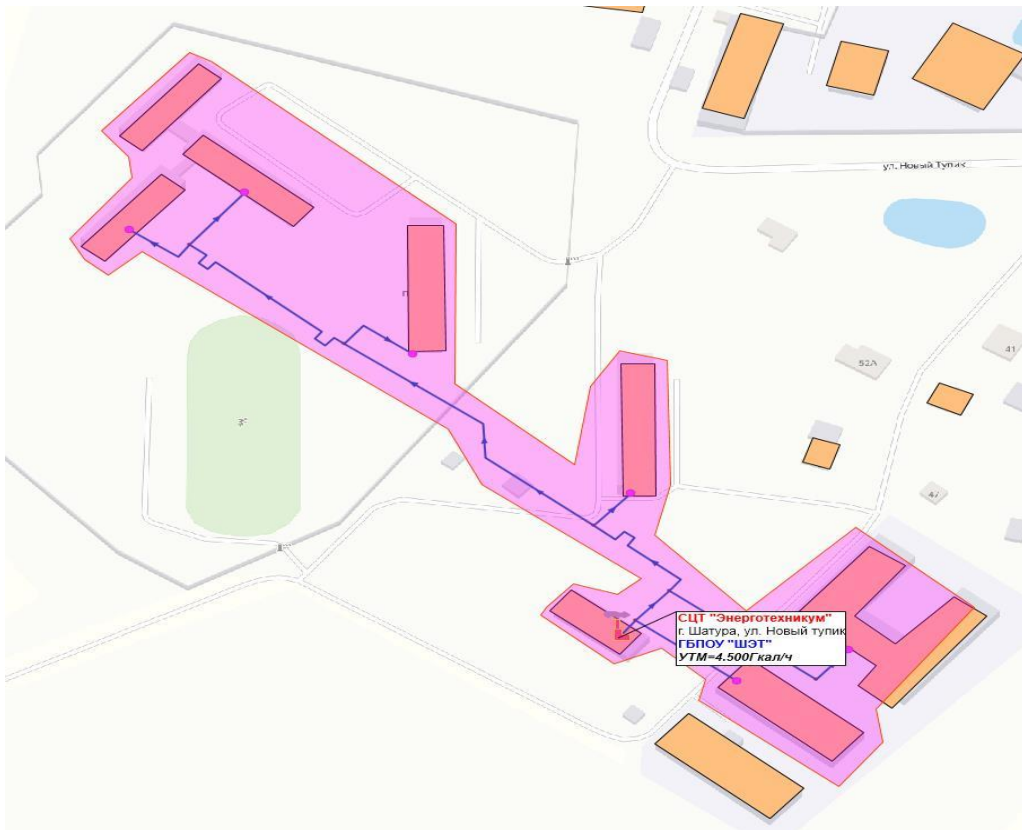 ул. Новый Тупик
41
52А
47
СЦТ "Энерготехникум"
г. Шатура, ул. Новый тупик
ГБПОУ "ШЭТ"
УТМ=4.500Гкал/ч